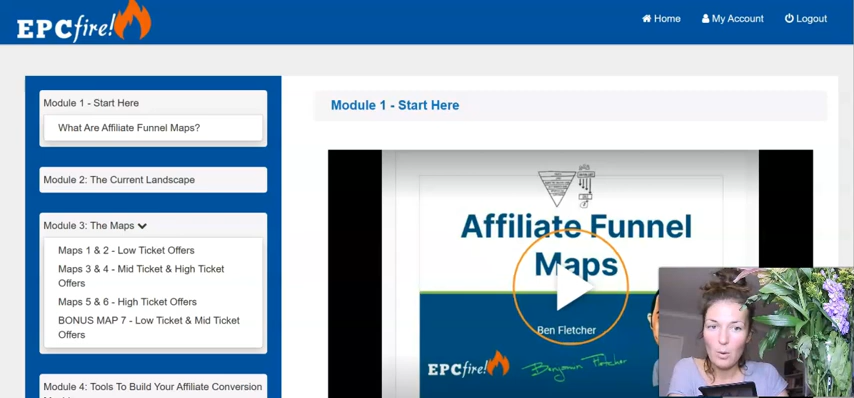 EPCfire!
Home
My Account
Logout
Module 1 - Start Here
What Are Affiliate Funnel Maps?
Module 2: The Current Landscape
Module 3: The Maps
Maps 1 & 2 - Low Ticket Offers
Maps 3 & 4 - Mid Ticket & High Ticket
Offers
Maps 5 & 6 - High Ticket Offers
BONUS MAP 7 - Low Ticket & Mid Ticket
Offers
Module 4: Tools To Build Your Affiliate Conversion
Module 1 - Start Here
Affiliate Funnel
Maps
Ben Fletcher
EPCfire!
Benjamin Fletcher